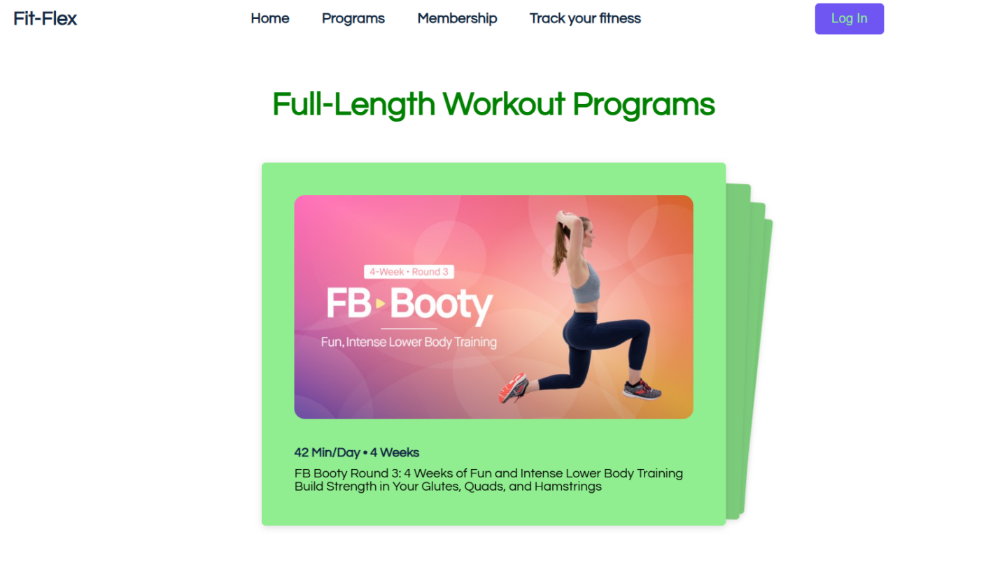 Fit-Flex
Home
Programs
Membership
Track your fitness
Log In
Full-Length Workout Programs
4-Week • Round 3
FB Booty
Fun, Intense Lower Body Training
42 Min/Day • 4 Weeks
FB Booty Round 3: 4 Weeks of Fun and Intense Lower Body Training
Build Strength in Your Glutes, Quads, and Hamstrings